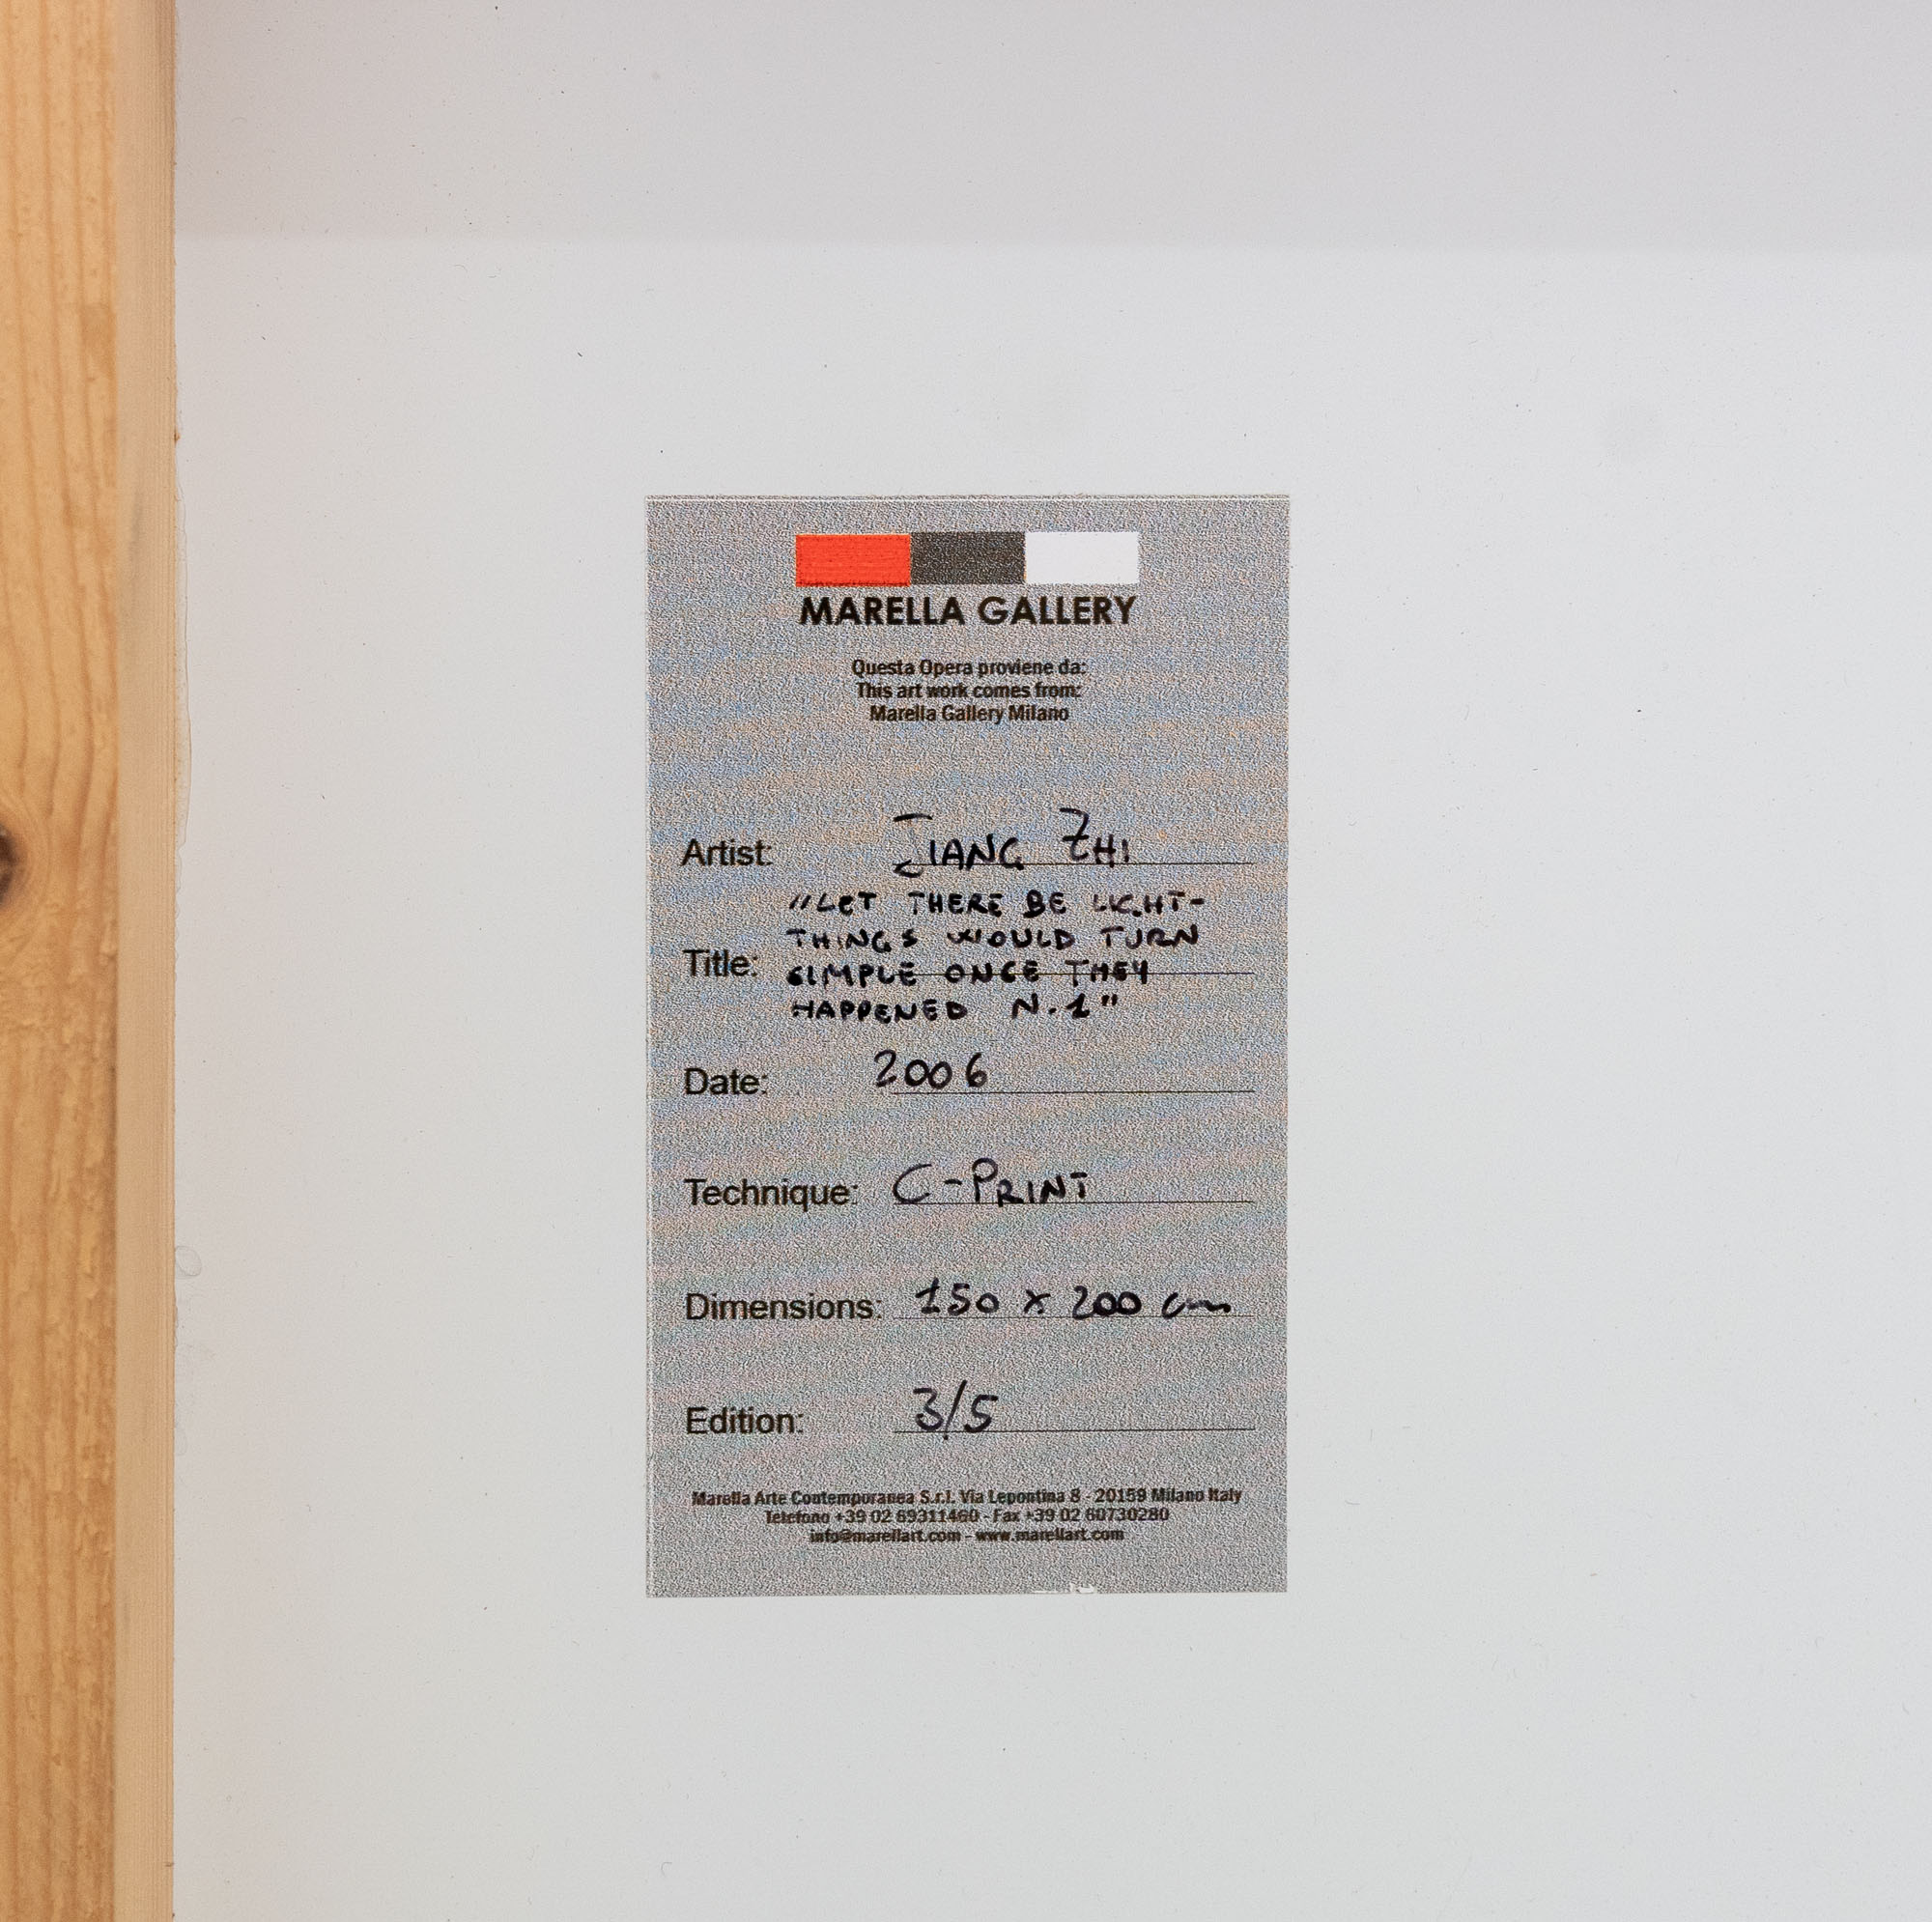 MARELLA GALLERY
Questa Opera proviene da:
This art work comes from:
Marella Gallery Milano
Artist: JIANG ZHI
Title: "LET THERE BE LIGHT-
THINGS WOULD TURN
SIMPLE ONCE THEY
HAPPENED N.1"
Date: 2006
Technique: C-PRINT
Dimensions: 150 x 200 cm
Edition: 3/5
Marella Arte Contemporanea S.r.l. Via Lepontina 8 - 20159 Milano Italy
Telefono +39 02 69311460 - Fax +39 02 60730280
info@marellart.com - www.marellart.com